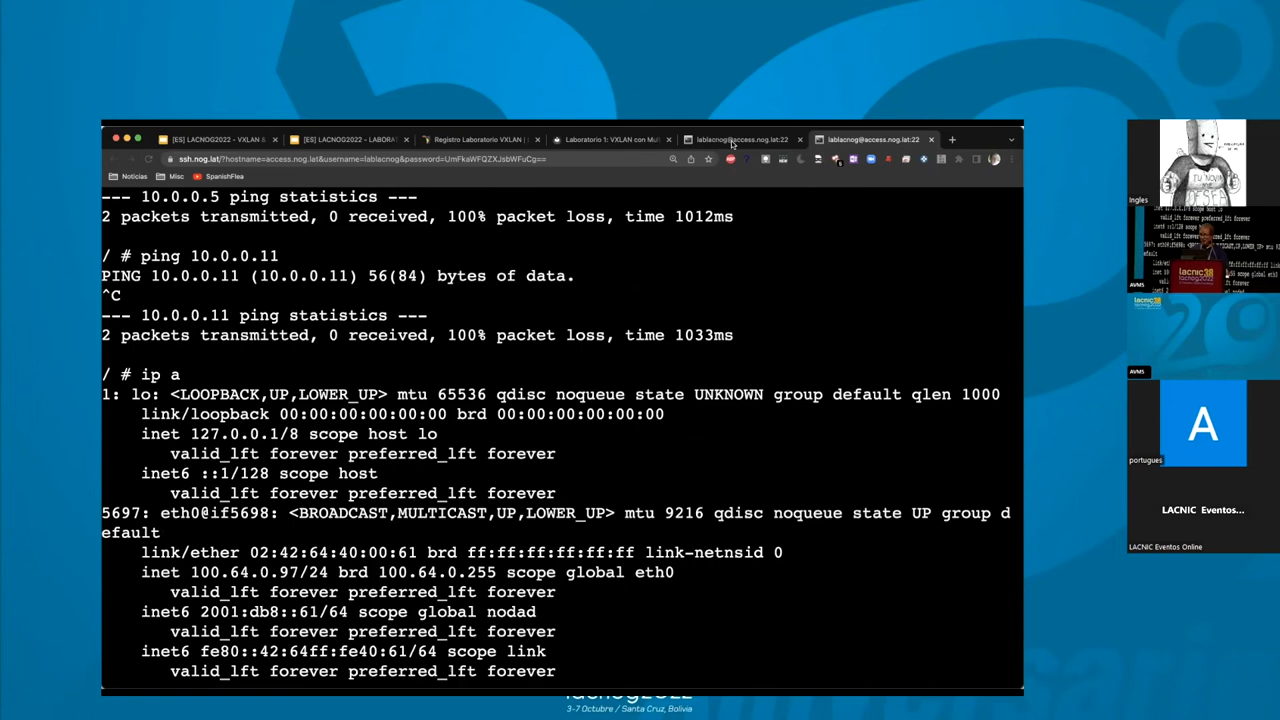 [ES] LACNOG2022 - VXLAN &
[ES] LACNOG2022 - LABORA
Registro Laboratorio VXLAN |
Laboratorio 1: VXLAN con Mul
lablacnog@access.nog.lat:22
lablacnog@access.nog.lat:22
ssh.nog.lat/?hostname=access.nog.lat&username=lablacnog&password=UmFkaWFQZXJsbWFuCg==
Noticias
Misc
SpanishFlea
--- 10.0.0.5 ping statistics ---
2 packets transmitted, 0 received, 100% packet loss, time 1012ms
/ # ping 10.0.0.11
PING 10.0.0.11 (10.0.0.11) 56(84) bytes of data.
^C
--- 10.0.0.11 ping statistics ---
2 packets transmitted, 0 received, 100% packet loss, time 1033ms
/ # ip a
1: lo: <LOOPBACK,UP,LOWER_UP> mtu 65536 qdisc noqueue state UNKNOWN group default qlen 1000
link/loopback 00:00:00:00:00:00 brd 00:00:00:00:00:00
inet 127.0.0.1/8 scope host lo
valid_lft forever preferred_lft forever
inet6 ::1/128 scope host
valid_lft forever preferred_lft forever
5697: eth0@if5698: <BROADCAST,MULTICAST,UP,LOWER_UP> mtu 9216 qdisc noqueue state UP group d
efault
link/ether 02:42:64:40:00:61 brd ff:ff:ff:ff:ff:ff link-netnsid 0
inet 100.64.0.97/24 brd 100.64.0.255 scope global eth0
valid_lft forever preferred_lft forever
inet6 2001:db8::61/64 scope global nodad
valid_lft forever preferred_lft forever
inet6 fe80::42:64ff:fe40:61/64 scope link
valid_lft forever preferred_lft forever
lacnog2022
3-7 Octubre / Santa Cruz, Bolivia
TU NOVIA
ME
DESEA
Ingles
lacnic38
lacnog2022
AVMS
lacnic38
AVMS
A
portugues
LACNIC Eventos...
LACNIC Eventos Online